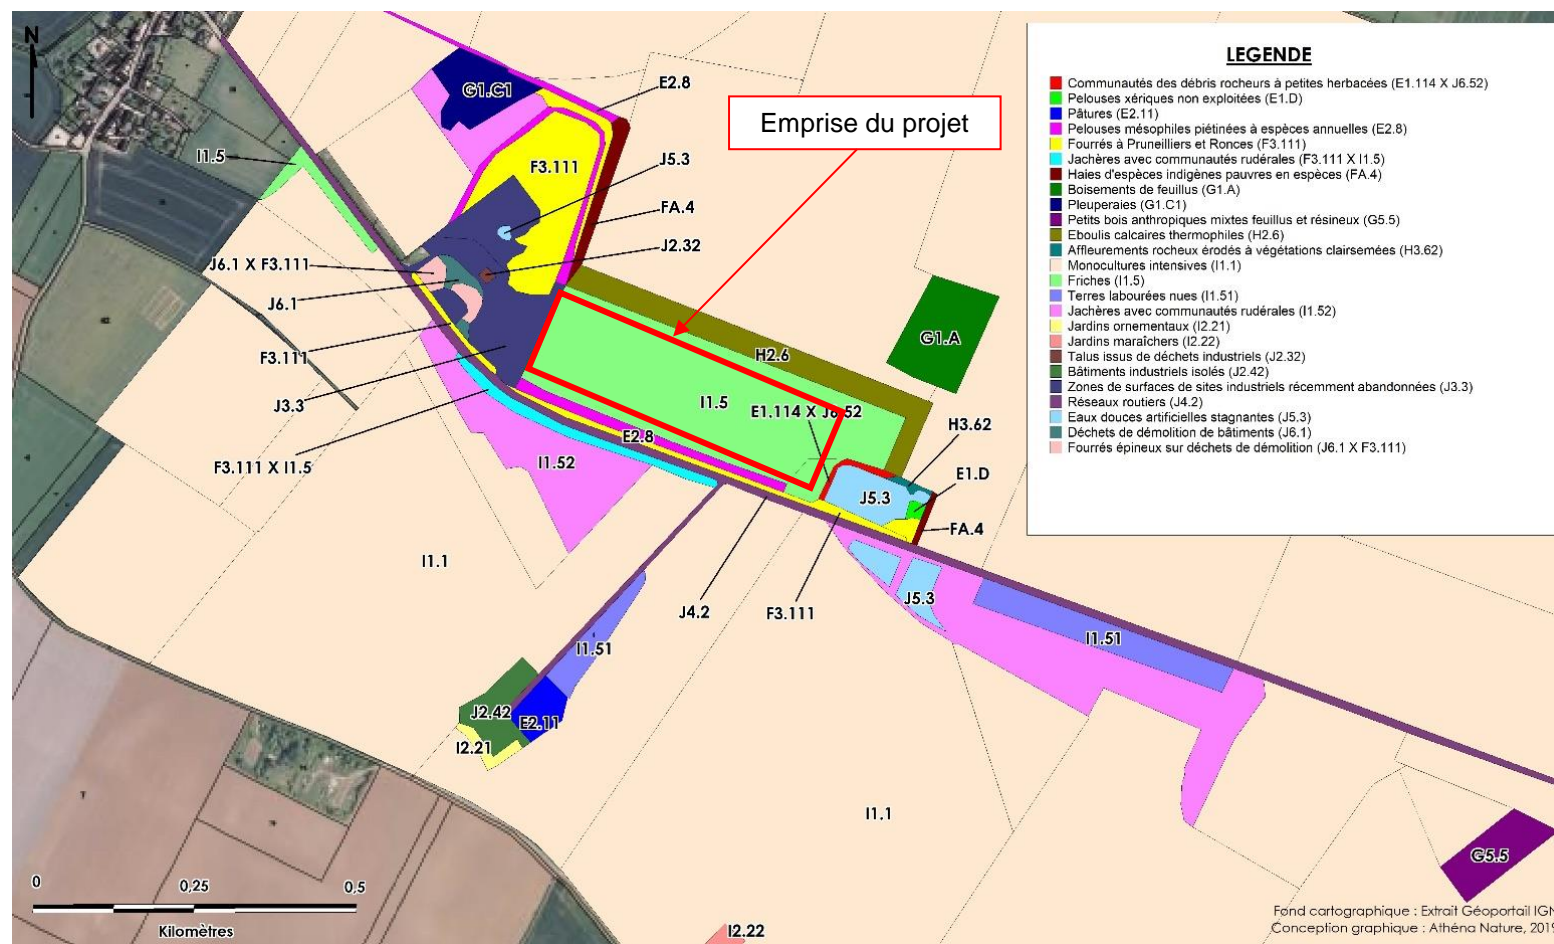 N
G1.C1
E2.8
Emprise du projet
I1.5
F3.111
J5.3
FA.4
J2.32
J6.1 X F3.111
J6.1
F3.111
J3.3
F3.111 X I1.5
H2.6
G1.A
I1.5
E1.114 X J6.52
H3.62
E2.8
I1.52
E1.D
J5.3
FA.4
I1.1
J4.2
F3.111
J5.3
I1.51
I1.51
J2.42
E2.11
I2.21
I1.1
G5.5
I2.22
0
0,25
0,5
Kilomètres
LEGENDE
Communautés des débris rocheurs à petites herbacées (E1.114 X J6.52)
Pelouses xériques non exploitées (E1.D)
Pâtures (E2.11)
Pelouses mésophiles piétinées à espèces annuelles (E2.8)
Fourrés à Pruneilliers et Ronces (F3.111)
Jachères avec communautés rudérales (F3.111 X I1.5)
Haies d'espèces indigènes pauvres en espèces (FA.4)
Boisements de feuillus (G1.A)
Pleuperaies (G1.C1)
Petits bois anthropiques mixtes feuillus et résineux (G5.5)
Eboulis calcaires thermophiles (H2.6)
Affleurements rocheux érodés à végétations clairsemées (H3.62)
Monocultures intensives (I1.1)
Friches (I1.5)
Terres labourées nues (I1.51)
Jachères avec communautés rudérales (I1.52)
Jardins ornementaux (I2.21)
Jardins maraîchers (I2.22)
Talus issus de déchets industriels (J2.32)
Bâtiments industriels isolés (J2.42)
Zones de surfaces de sites industriels récemment abandonnées (J3.3)
Réseaux routiers (J4.2)
Eaux douces artificielles stagnantes (J5.3)
Déchets de démolition de bâtiments (J6.1)
Fourrés épineux sur déchets de démolition (J6.1 X F3.111)
Fond cartographique : Extrait Géoportail IGN
Conception graphique : Athéna Nature, 2019